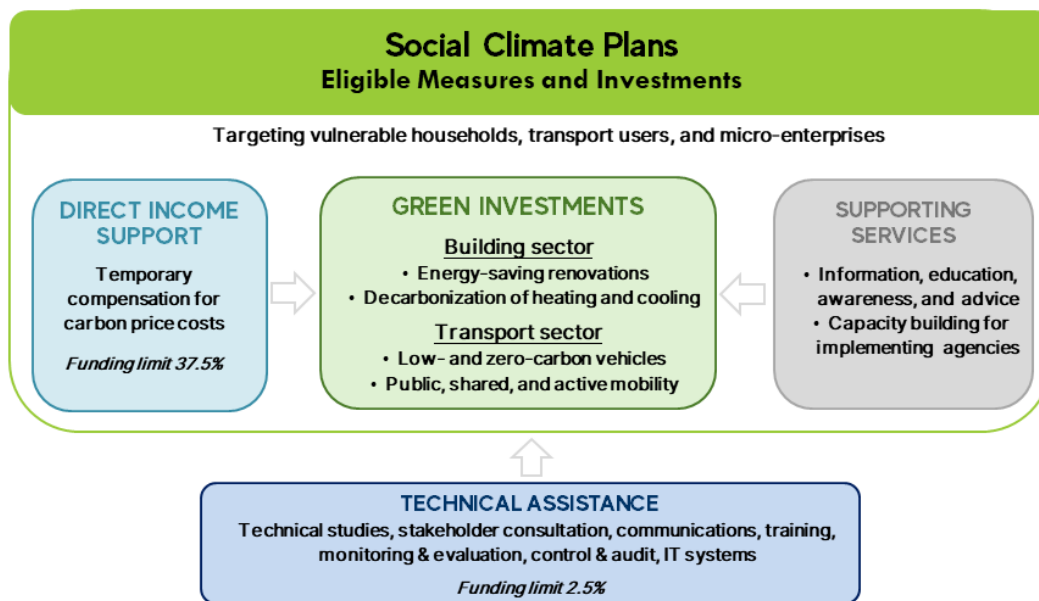 Social Climate Plans
Eligible Measures and Investments
Targeting vulnerable households, transport users, and micro-enterprises
DIRECT INCOME
SUPPORT
Temporary
compensation for
carbon price costs
Funding limit 37.5%
GREEN INVESTMENTS
Building sector
• Energy-saving renovations
• Decarbonization of heating and cooling
Transport sector
• Low- and zero-carbon vehicles
• Public, shared, and active mobility
SUPPORTING
SERVICES
• Information, education,
awareness, and advice
• Capacity building for
implementing agencies
TECHNICAL ASSISTANCE
Technical studies, stakeholder consultation, communications, training,
monitoring & evaluation, control & audit, IT systems
Funding limit 2.5%